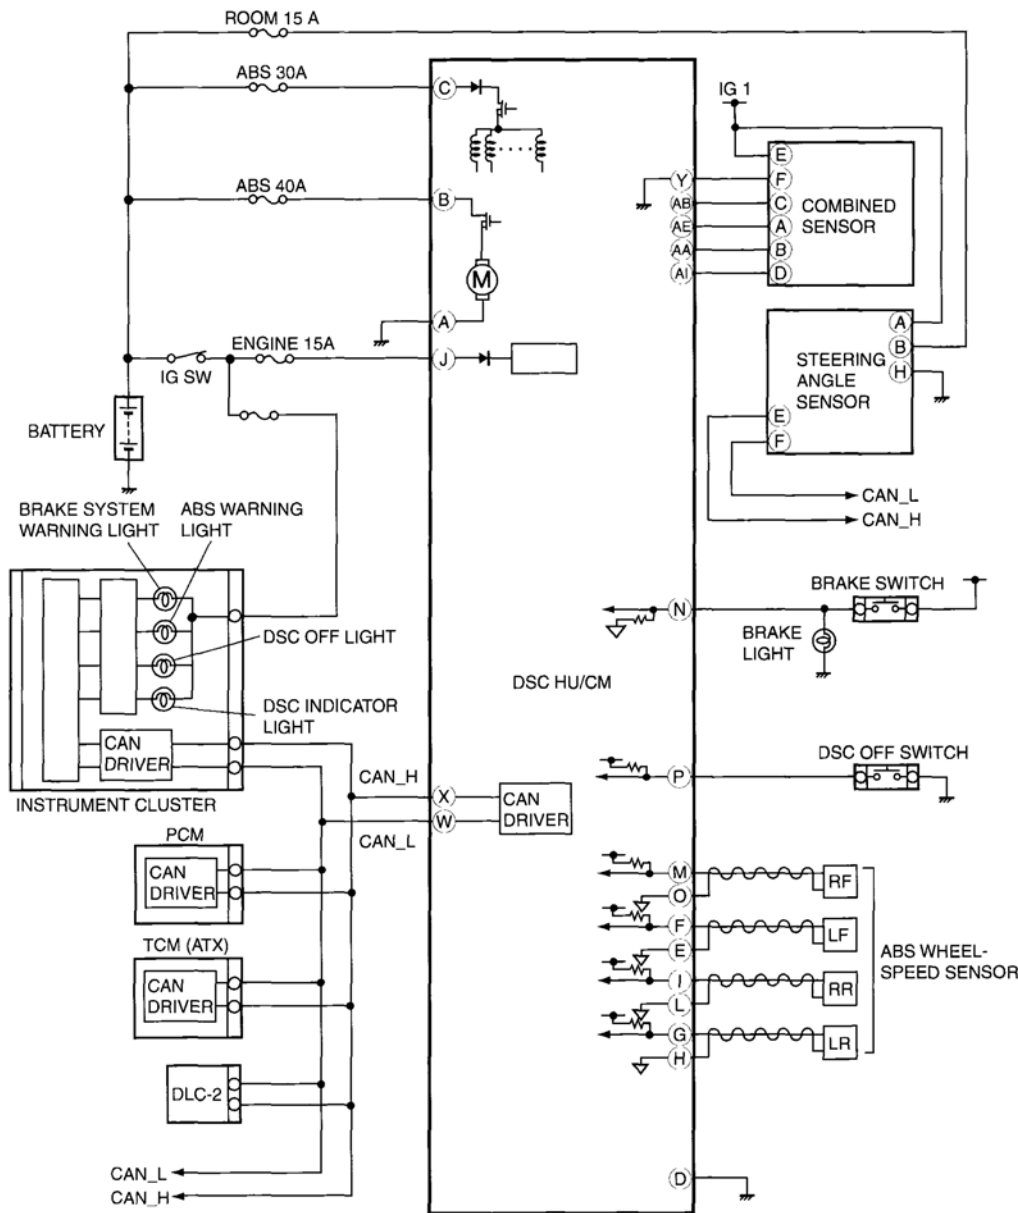 ROOM 15 A
ABS 30A
C
IG 1
E
Y
F
COMBINED
SENSOR
ABS 40A
B
AB
C
AE
A
AA
B
AI
D
M
A
A
ENGINE 15A
J
IG SW
STEERING
ANGLE
SENSOR
B
H
E
F
BATTERY
CAN_L
CAN_H
BRAKE SYSTEM
WARNING LIGHT
ABS WARNING
LIGHT
DSC OFF LIGHT
DSC INDICATOR
LIGHT
CAN
DRIVER
INSTRUMENT CLUSTER
N
BRAKE SWITCH
BRAKE
LIGHT
DSC HU/CM
DSC OFF SWITCH
P
CAN_H
X
W
CAN
DRIVER
CAN_L
PCM
CAN
DRIVER
TCM (ATX)
CAN
DRIVER
DLC-2
M
O
RF
F
E
LF
I
L
RR
G
H
LR
ABS WHEEL-
SPEED SENSOR
CAN_L
CAN_H
D